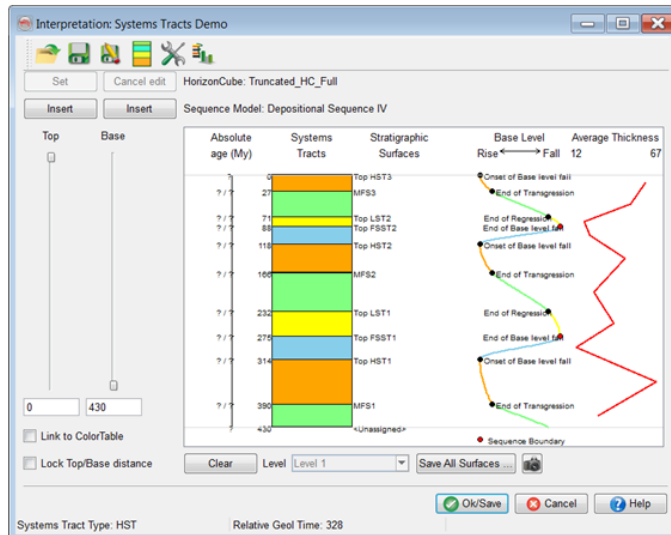 Interpretation: Systems Tracts Demo
Set Cancel edit HorizonCube: Truncated_HC_Full
Insert Insert Sequence Model: Depositional Sequence IV
Top Base
Absolute age (My) Systems Tracts Stratigraphic Surfaces Base Level Average Thickness
Rise Fall 12 67
? 0 Top HST3 Onset of Base level fall
? / ? 27 MFS3 End of Transgression
? / ? 71 Top LST2 End of Regression
? / ? 88 Top FSST2 End of Base level fall
? / ? 118 Top HST2 Onset of Base level fall
? / ? 166 MFS2 End of Transgression
? / ? 232 Top LST1 End of Regression
? / ? 275 Top FSST1 End of Base level fall
? / ? 314 Top HST1 Onset of Base level fall
? / ? 390 MFS1 End of Transgression
? 430 <Unassigned>
Sequence Boundary
0 430
Link to ColorTable
Lock Top/Base distance
Clear Level Level 1 Save All Surfaces ...
Ok/Save Cancel Help
Systems Tract Type: HST Relative Geol Time: 328